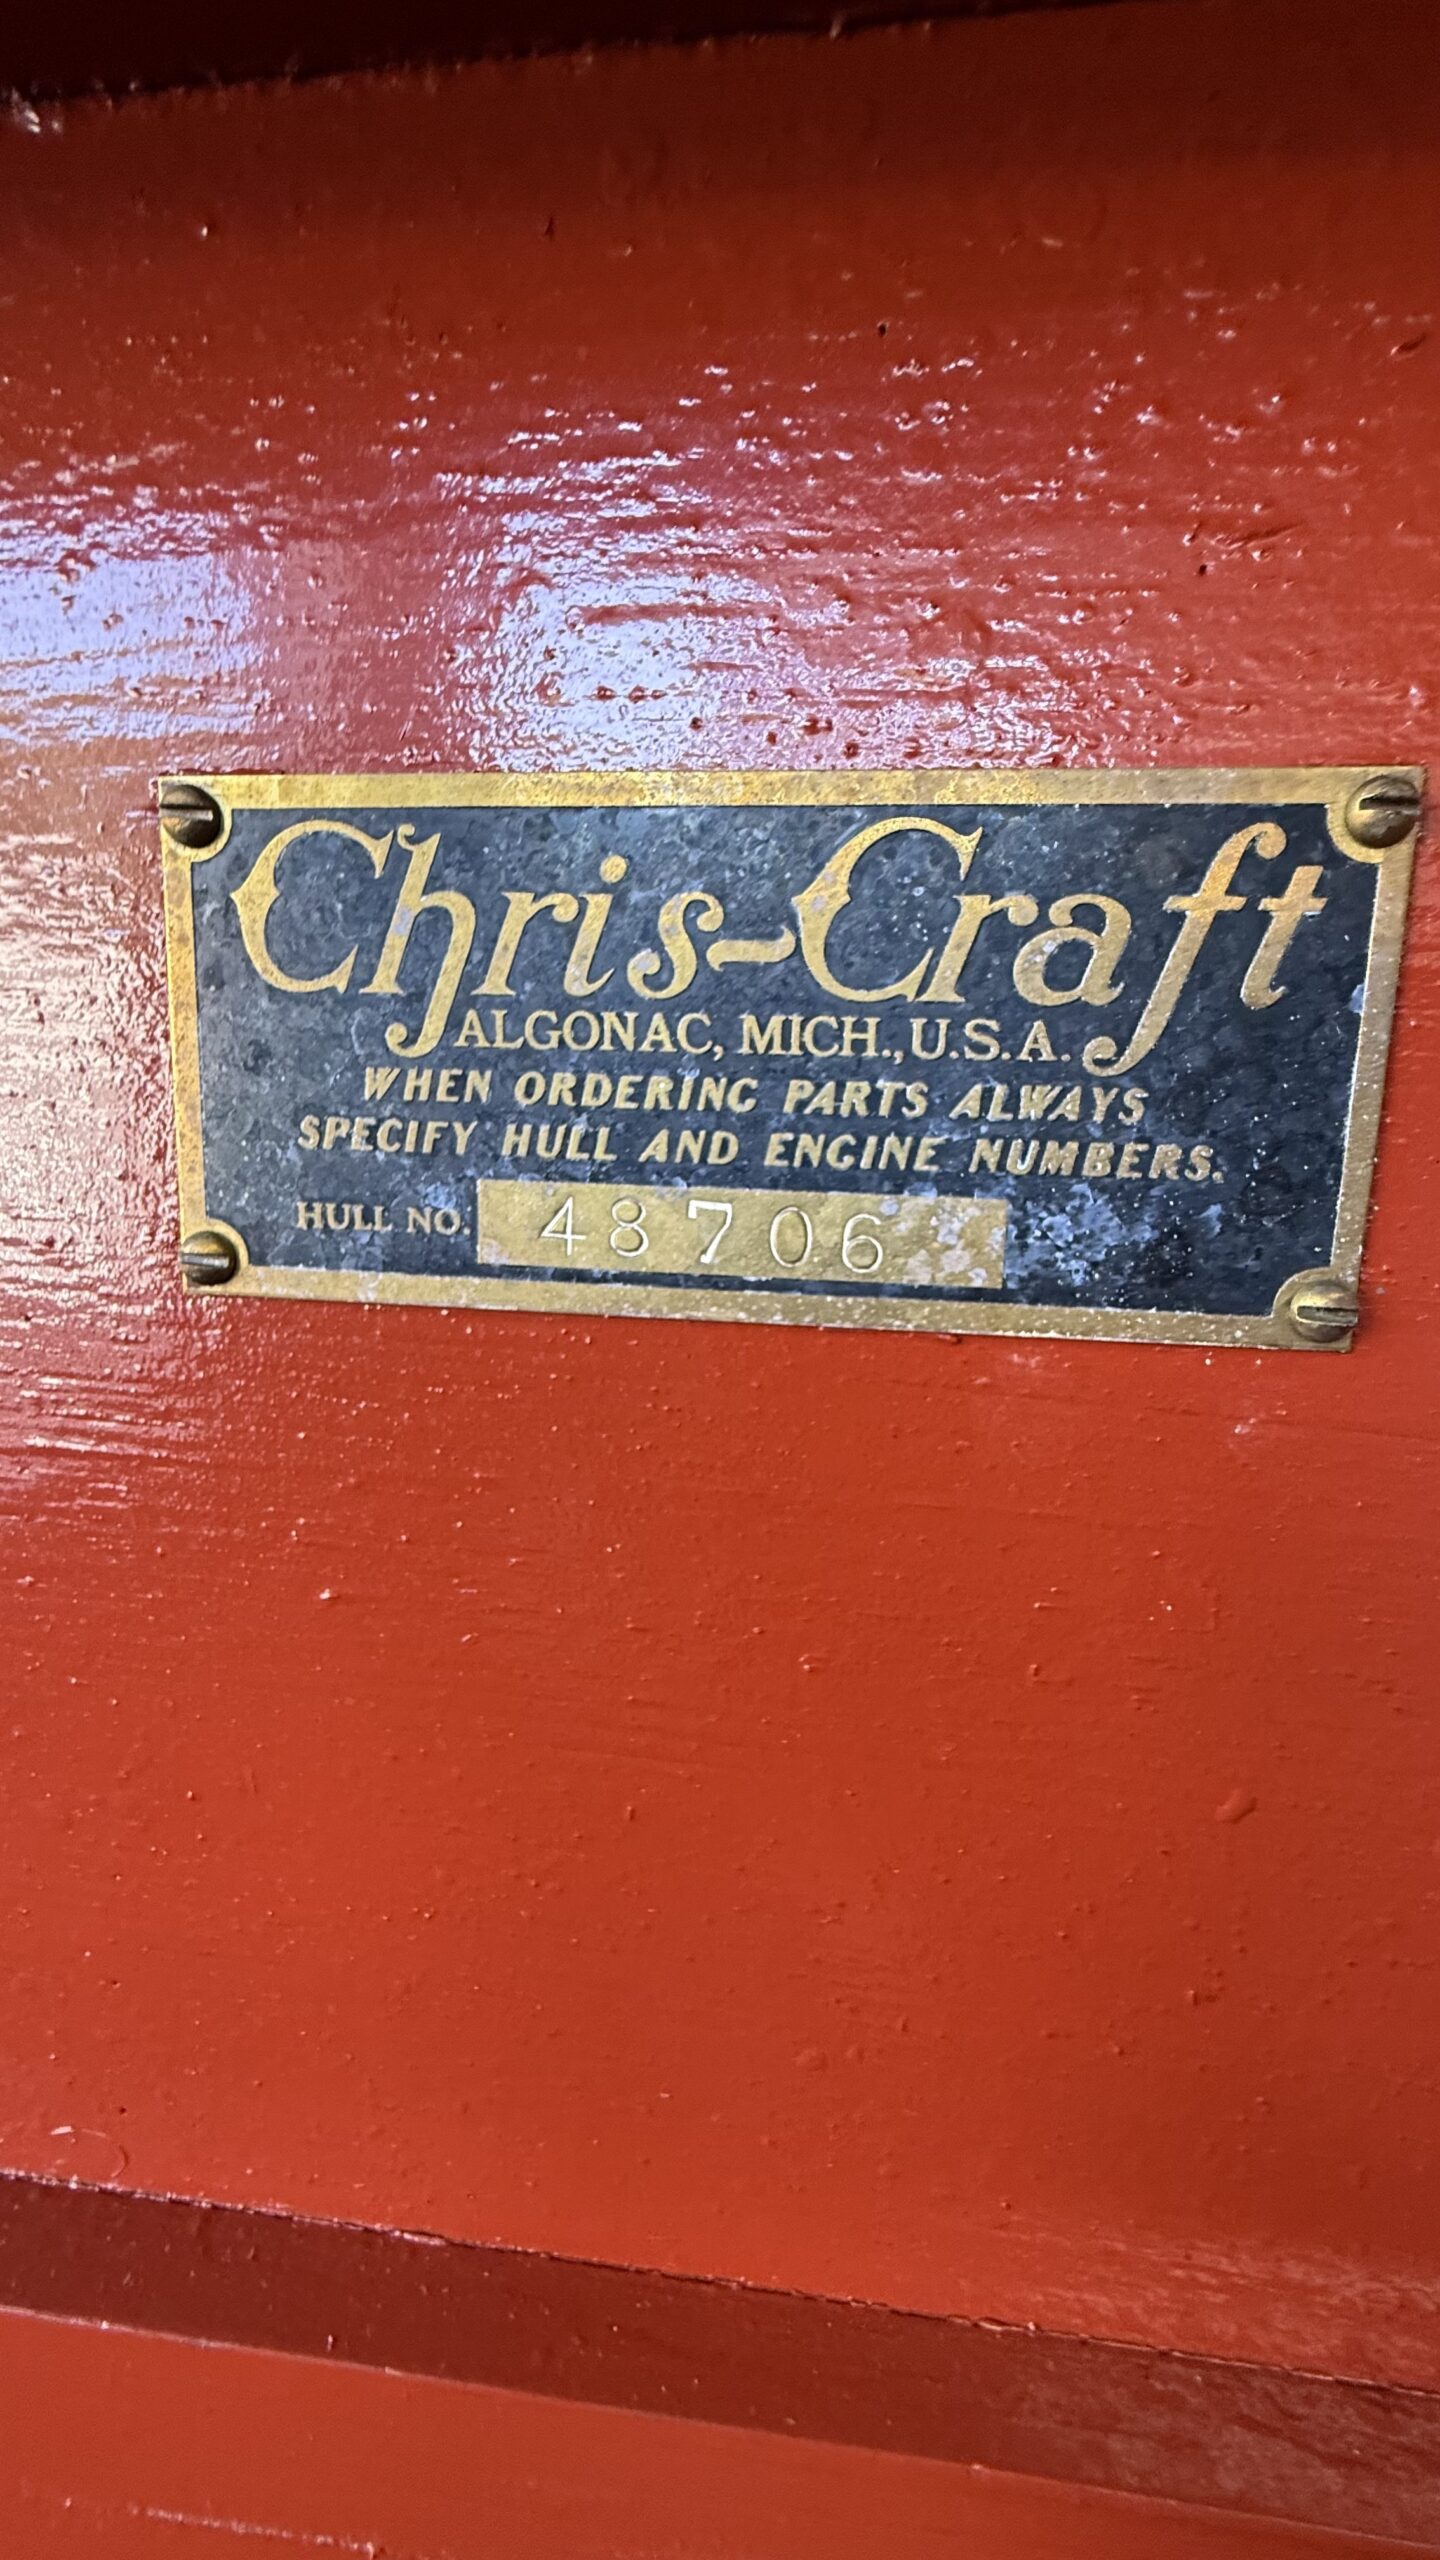 Chris-Craft
ALGONAC, MICH., U.S.A.
WHEN ORDERING PARTS ALWAYS
SPECIFY HULL AND ENGINE NUMBERS.
HULL NO. 48706